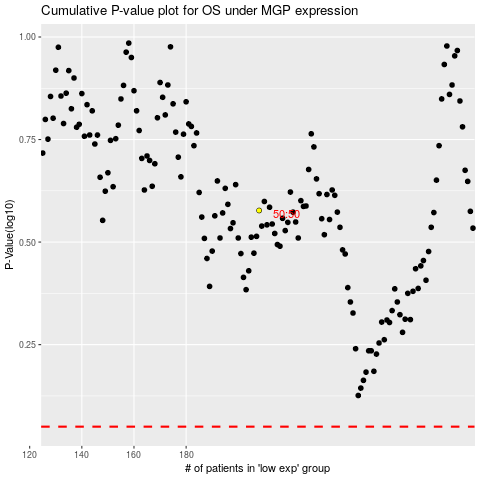 Cumulative P-value plot for OS under MGP expression
1.00
0.75
0.50
0.25
P-Value(log10)
50:50
120 140 160 180
# of patients in 'low exp' group